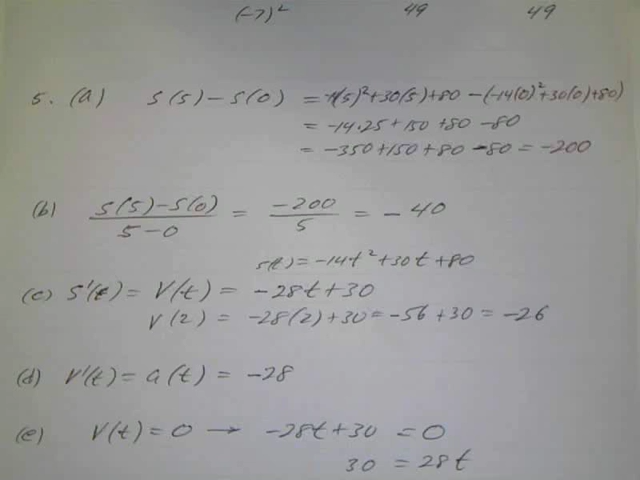 (-7)² 49 49
5. (a) S(5)-S(0) = -14(5)²+30(5)+80 -(-14(0)²+30(0)+80)
= -14.25+150+80-80
= -350+150+80-80 = -200
(b) S(5)-S(0)/5-0 = -200/5 = -40
s(t)=-14t²+30t+80
(c) S'(t) = V(t) = -28t+30
V(2) = -28(2)+30=-56+30=-26
(d) V'(t)=a(t) = -28
(e) V(t)=0 → -28t+30 = 0
30 = 28t